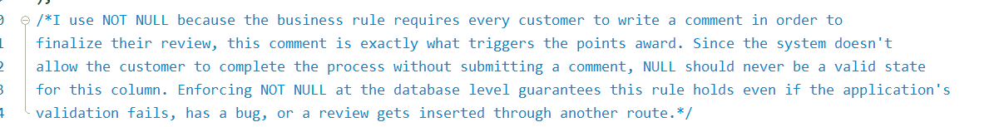 /*I use NOT NULL because the business rule requires every customer to write a comment in order to
finalize their review, this comment is exactly what triggers the points award. Since the system doesn't
allow the customer to complete the process without submitting a comment, NULL should never be a valid state
for this column. Enforcing NOT NULL at the database level guarantees this rule holds even if the application's
validation fails, has a bug, or a review gets inserted through another route.*/